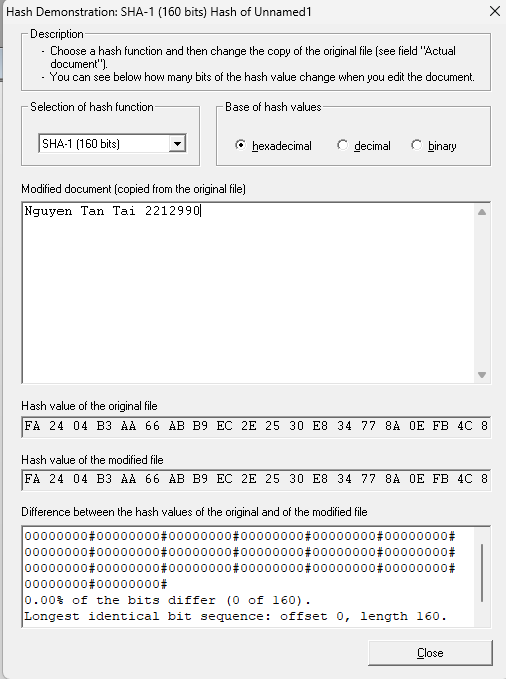 Hash Demonstration: SHA-1 (160 bits) Hash of Unnamed1
Description
- Choose a hash function and then change the copy of the original file (see field "Actual
document").
- You can see below how many bits of the hash value change when you edit the document.
Selection of hash function
SHA-1 (160 bits)
Base of hash values
hexadecimal
decimal
binary
Modified document (copied from the original file)
Nguyen Tan Tai 2212990
Hash value of the original file
FA 24 04 B3 AA 66 AB B9 EC 2E 25 30 E8 34 77 8A 0E FB 4C 8
Hash value of the modified file
FA 24 04 B3 AA 66 AB B9 EC 2E 25 30 E8 34 77 8A 0E FB 4C 8
Difference between the hash values of the original and of the modified file
00000000#00000000#00000000#00000000#00000000#00000000#
00000000#00000000#00000000#00000000#00000000#00000000#
00000000#00000000#00000000#00000000#00000000#00000000#
00000000#00000000#
0.00% of the bits differ (0 of 160).
Longest identical bit sequence: offset 0, length 160.
Close